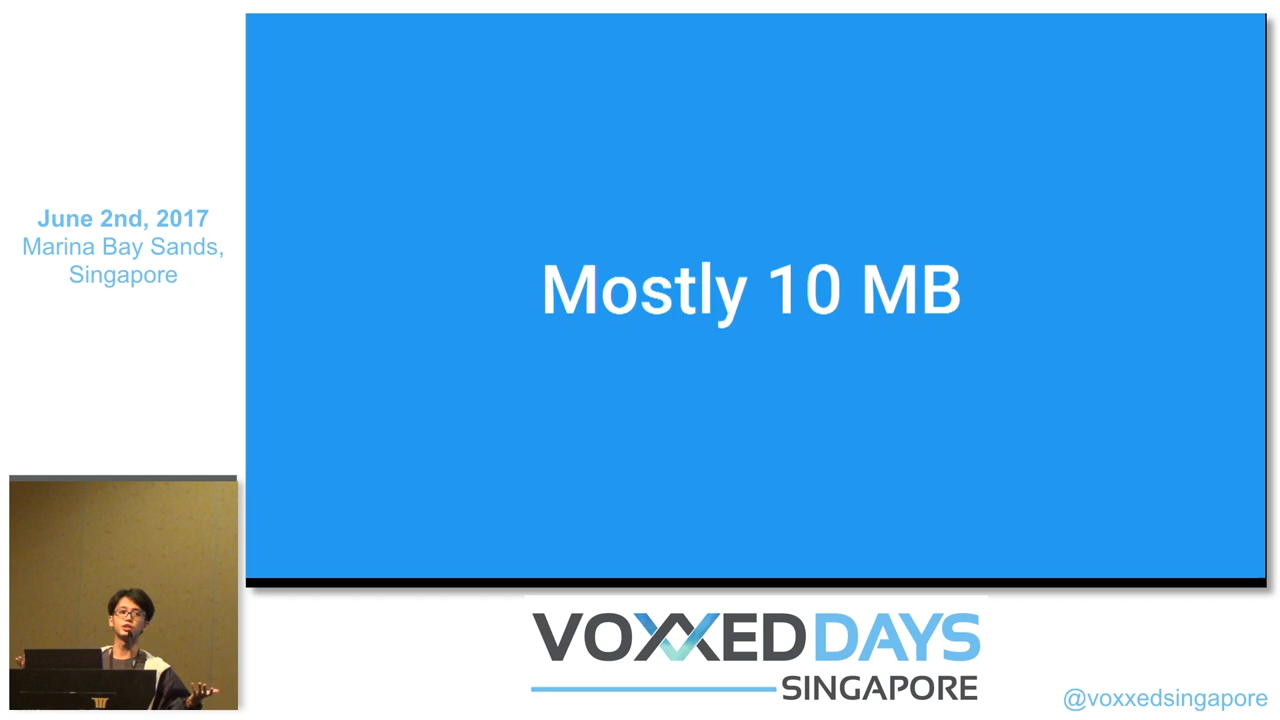 June 2nd, 2017
Marina Bay Sands,
Singapore
Mostly 10 MB
VOXXED DAYS
SINGAPORE
@voxxedsingapore